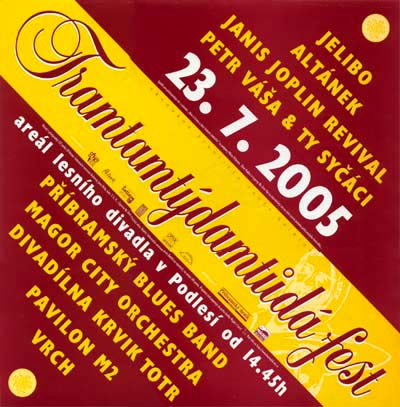 JELIBO
ALTÁNEK
JANIS JOPLIN REVIVAL
PETR VÁŠA & TY SYČÁCI
23. 7. 2005
Tramtamtýdamtudá fest
areál lesního divadla v Podlesí od 14.45h
PŘÍBRAMSKÝ BLUES BAND
MAGOR CITY ORCHESTRA
DIVADÍLNA KRVIK TOTR
PAVILON M2
VRCH